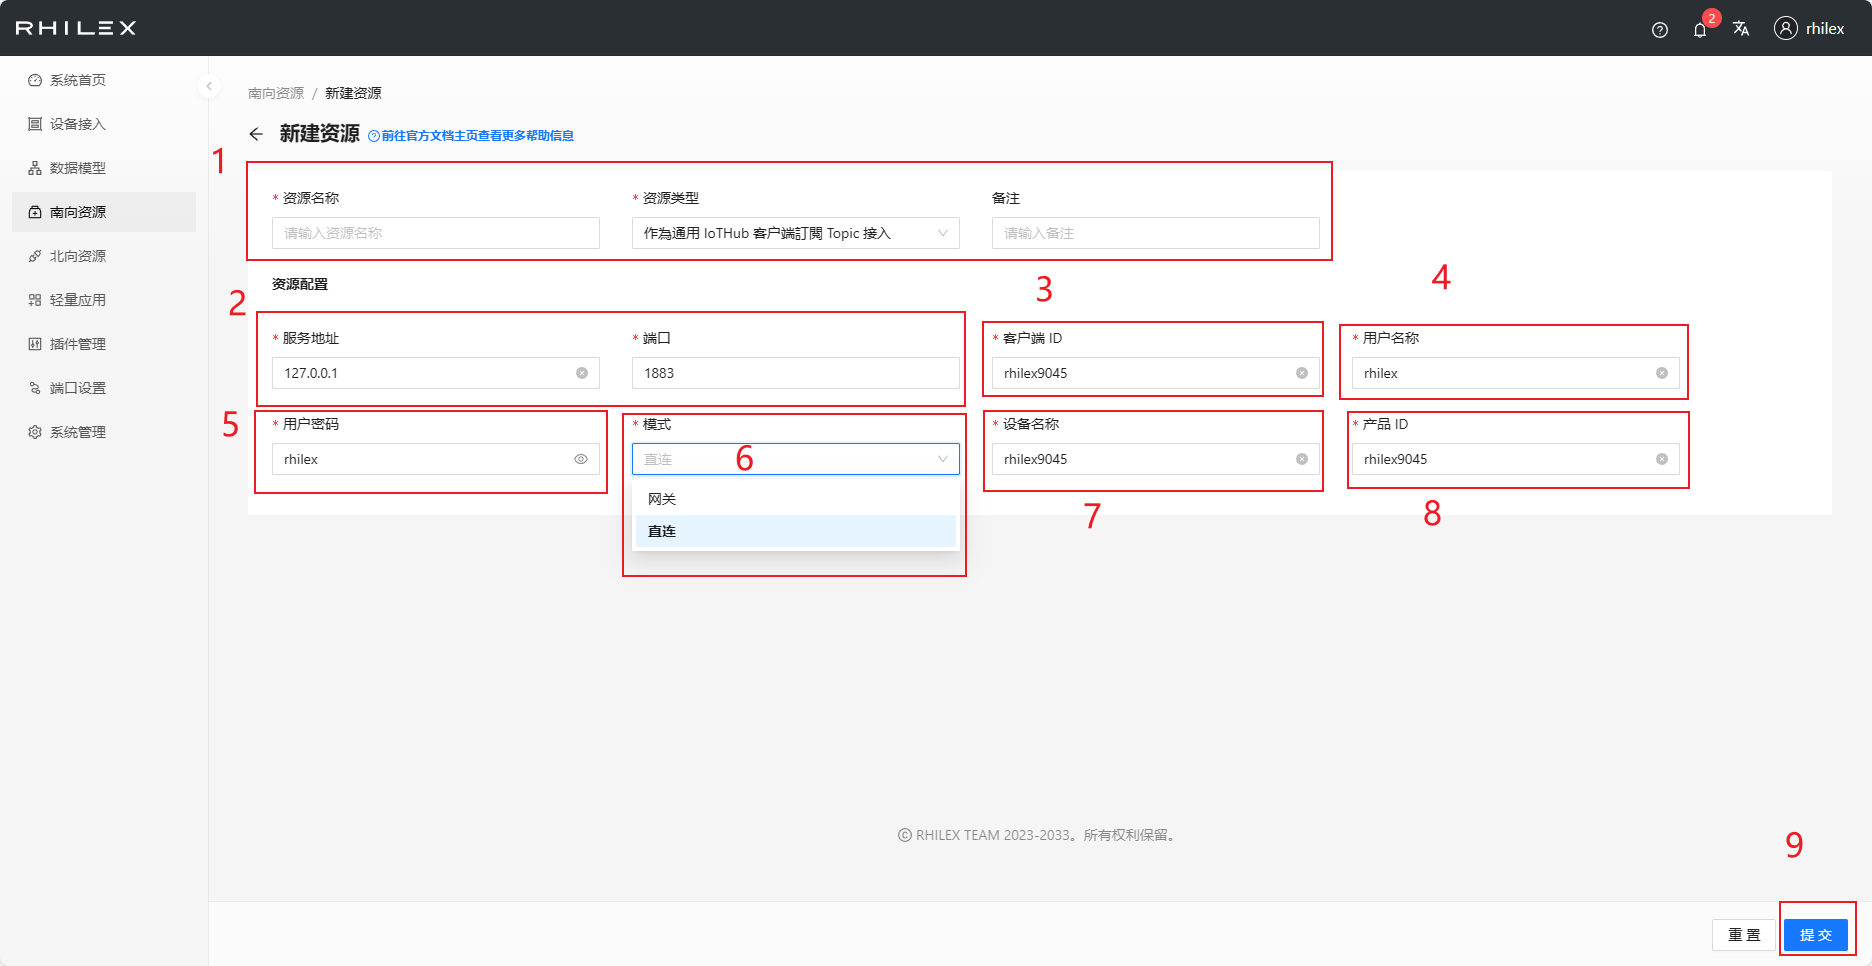 RHILEX
2
rhilex
系统首页
设备接入
数据模型
南向资源
北向资源
轻量应用
插件管理
端口设置
系统管理
南向资源 / 新建资源
新建资源 前往官方文档主页查看更多帮助信息
1
* 资源名称 * 资源类型 备注
请输入资源名称 作為通用 IoTHub 客户端訂閱 Topic 接入 请输入备注
资源配置
2 3 4
* 服务地址 * 端口 * 客户端 ID * 用户名称
127.0.0.1 1883 rhilex9045 rhilex
5
* 用户密码 * 模式 * 设备名称 * 产品 ID
rhilex 直连 6 rhilex9045 rhilex9045
网关
直连
7 8
© RHILEX TEAM 2023-2033。所有权利保留。
9
重 置 提 交